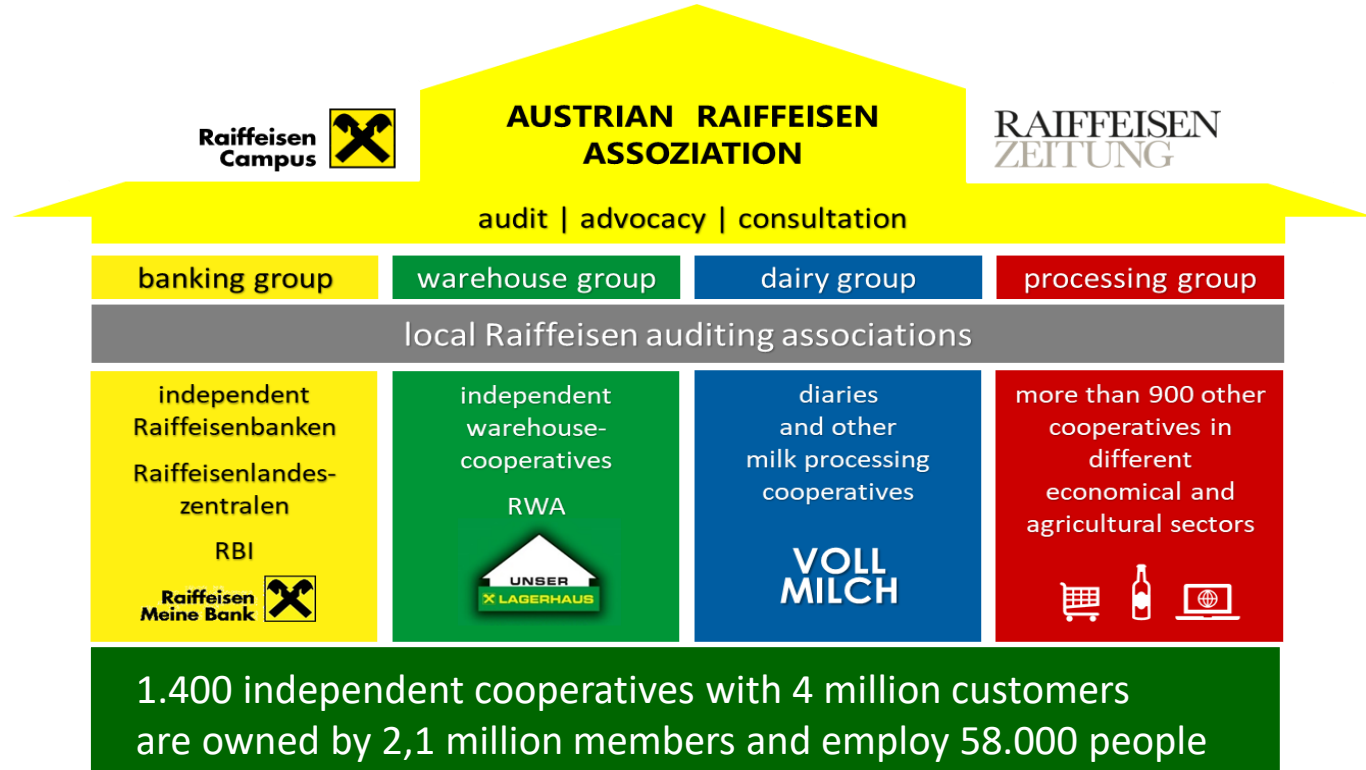 Raiffeisen
Campus
AUSTRIAN RAIFFEISEN
ASSOZIATION
RAIFFEISEN
ZEITUNG
audit | advocacy | consultation
banking group
warehouse group
dairy group
processing group
local Raiffeisen auditing associations
independent
Raiffeisenbanken
Raiffeisenlandes-
zentralen
RBI
Raiffeisen
Meine Bank
independent
warehouse-
cooperatives
RWA
UNSER
X LAGERHAUS
diaries
and other
milk processing
cooperatives
VOLL
MILCH
more than 900 other
cooperatives in
different
economical and
agricultural sectors
1.400 independent cooperatives with 4 million customers
are owned by 2,1 million members and employ 58.000 people